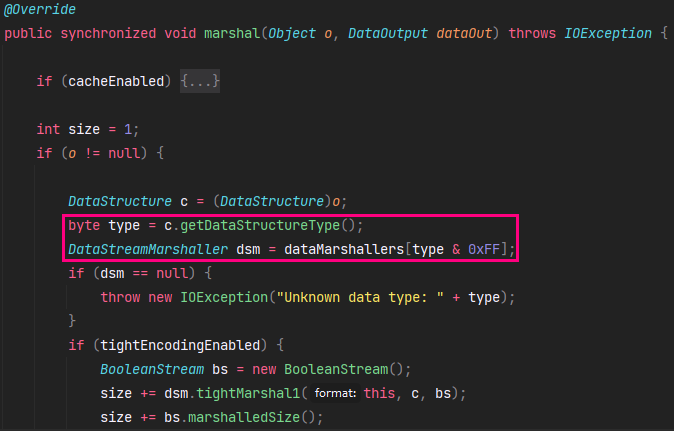 @Override
public synchronized void marshal(Object o, DataOutput dataOut) throws IOException {
if (cacheEnabled) {...}
int size = 1;
if (o != null) {
DataStructure c = (DataStructure)o;
byte type = c.getDataStructureType();
DataStreamMarshaller dsm = dataMarshallers[type & 0xFF];
if (dsm == null) {
throw new IOException("Unknown data type: " + type);
}
if (tightEncodingEnabled) {
BooleanStream bs = new BooleanStream();
size += dsm.tightMarshal1( format: this, c, bs);
size += bs.marshalledSize();